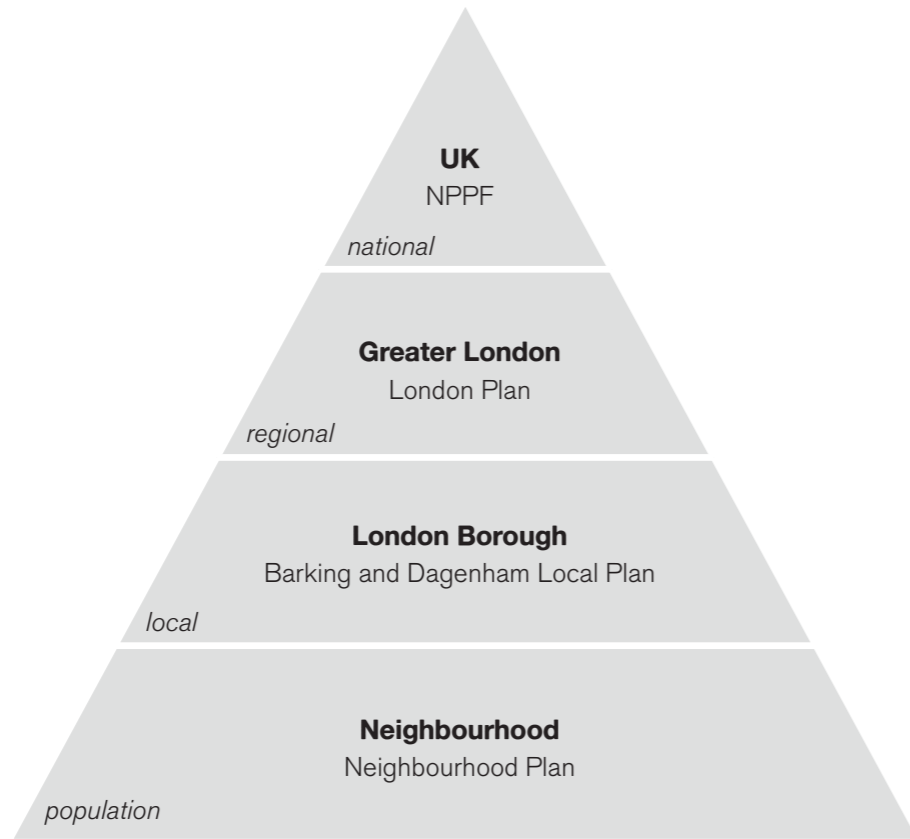 UK
NPPF
national
Greater London
London Plan
regional
London Borough
Barking and Dagenham Local Plan
local
Neighbourhood
Neighbourhood Plan
population